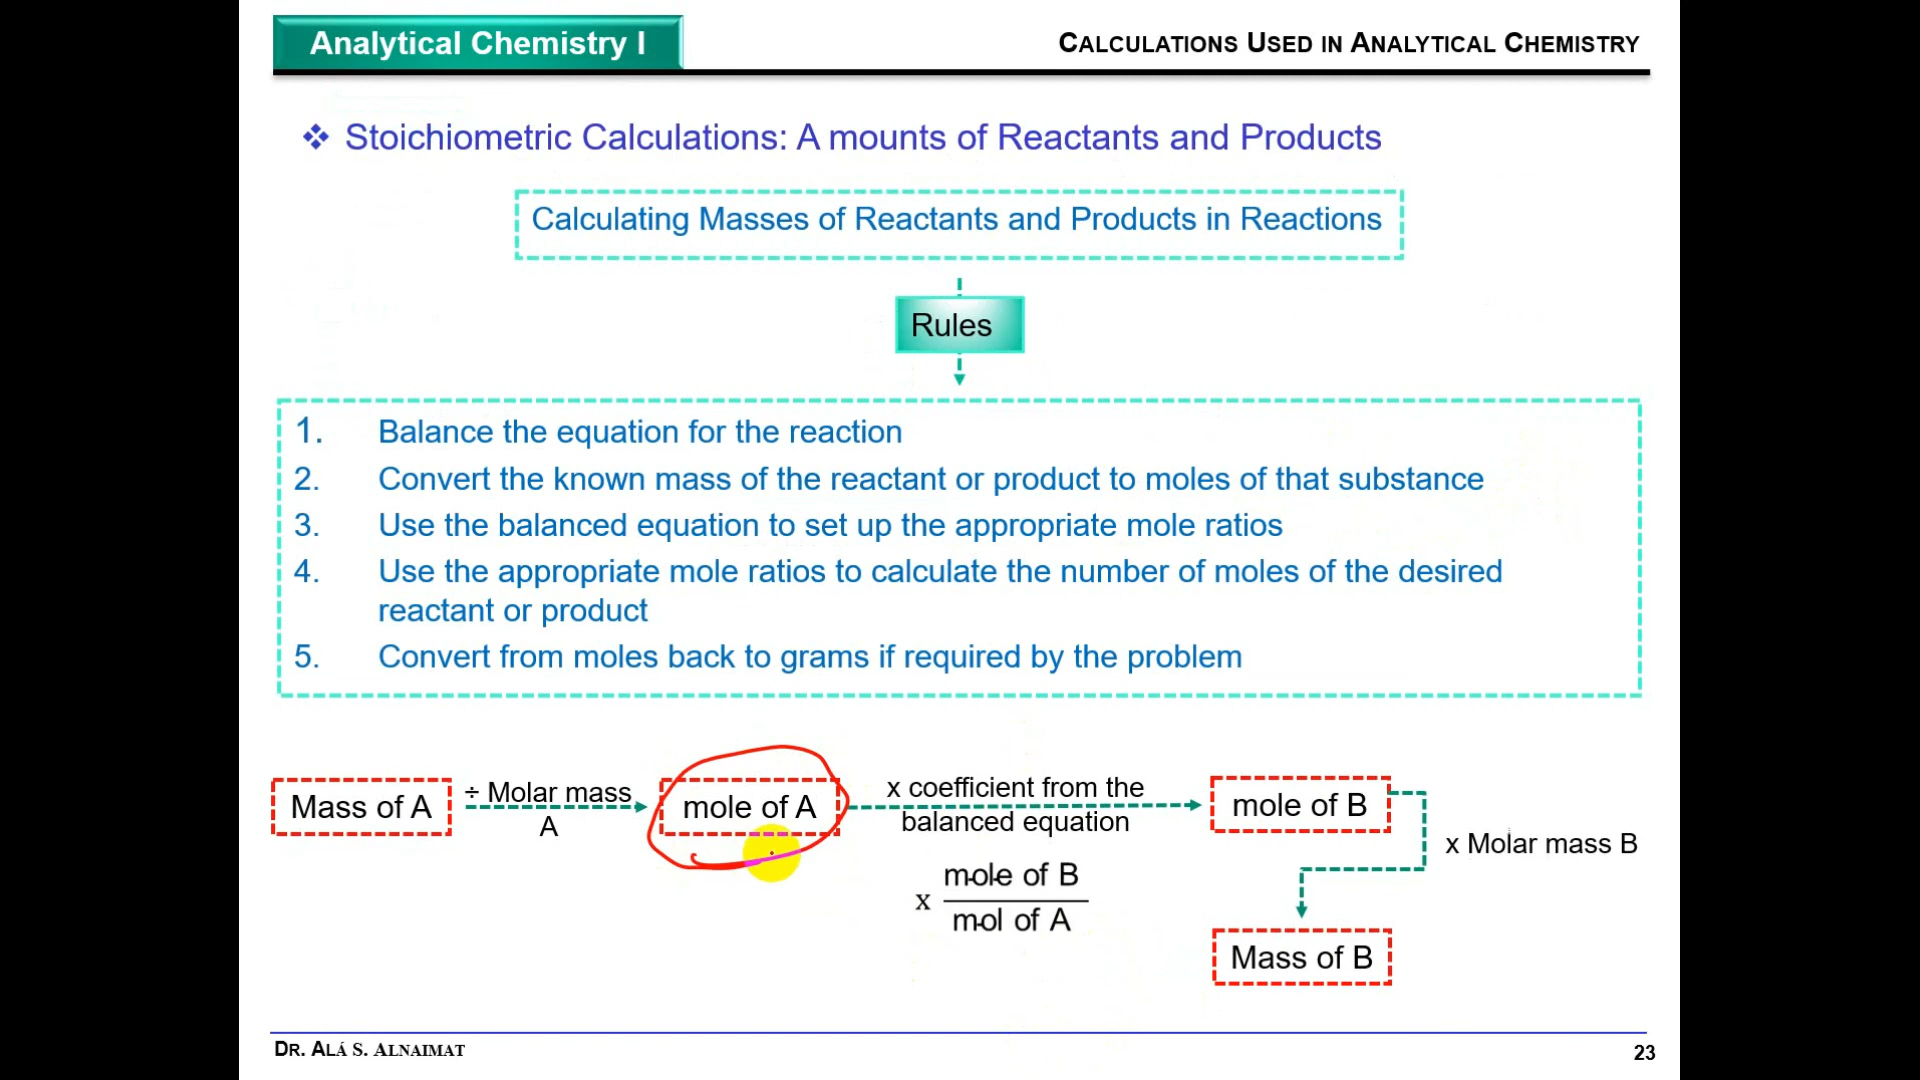 Analytical Chemistry I
CALCULATIONS USED IN ANALYTICAL CHEMISTRY
❖ Stoichiometric Calculations: A mounts of Reactants and Products
Calculating Masses of Reactants and Products in Reactions
Rules
1. Balance the equation for the reaction
2. Convert the known mass of the reactant or product to moles of that substance
3. Use the balanced equation to set up the appropriate mole ratios
4. Use the appropriate mole ratios to calculate the number of moles of the desired
reactant or product
5. Convert from moles back to grams if required by the problem
Mass of A
÷ Molar mass
A
mole of A
x coefficient from the
balanced equation
x mole of B
mol of A
mole of B
x Molar mass B
Mass of B
DR. ALÁ S. ALNAIMAT
23